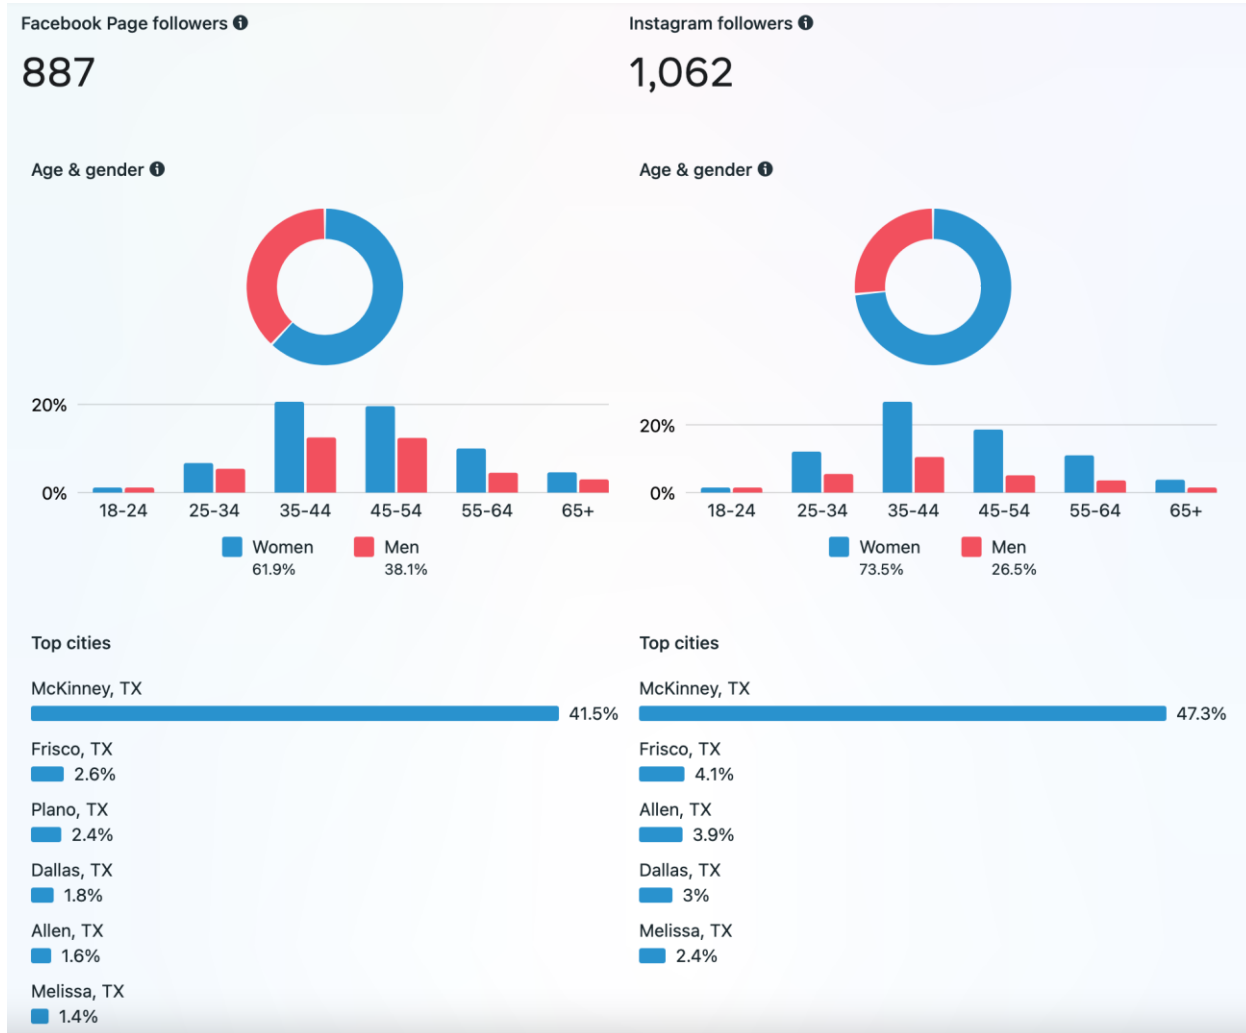 Facebook Page followers
887
Age & gender
20%
0%
18-24 25-34 35-44 45-54 55-64 65+
Women Men
61.9% 38.1%
Top cities
McKinney, TX
41.5%
Frisco, TX
2.6%
Plano, TX
2.4%
Dallas, TX
1.8%
Allen, TX
1.6%
Melissa, TX
1.4%
Instagram followers
1,062
Age & gender
20%
0%
18-24 25-34 35-44 45-54 55-64 65+
Women Men
73.5% 26.5%
Top cities
McKinney, TX
47.3%
Frisco, TX
4.1%
Allen, TX
3.9%
Dallas, TX
3%
Melissa, TX
2.4%